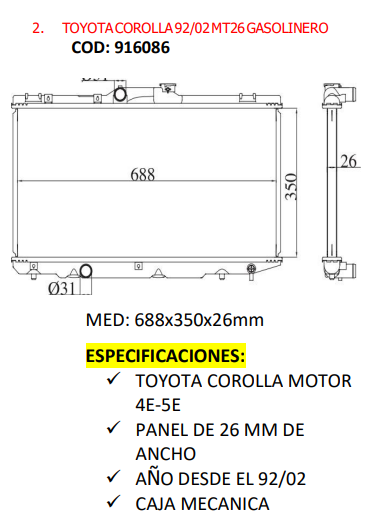 2. TOYOTA COROLLA 92/02 MT26 GASOLINERO
COD: 916086
Ø31
688
350
26
Ø31
MED: 688x350x26mm
ESPECIFICACIONES:
✓ TOYOTA COROLLA MOTOR
4E-5E
✓ PANEL DE 26 MM DE
ANCHO
✓ AÑO DESDE EL 92/02
✓ CAJA MECANICA